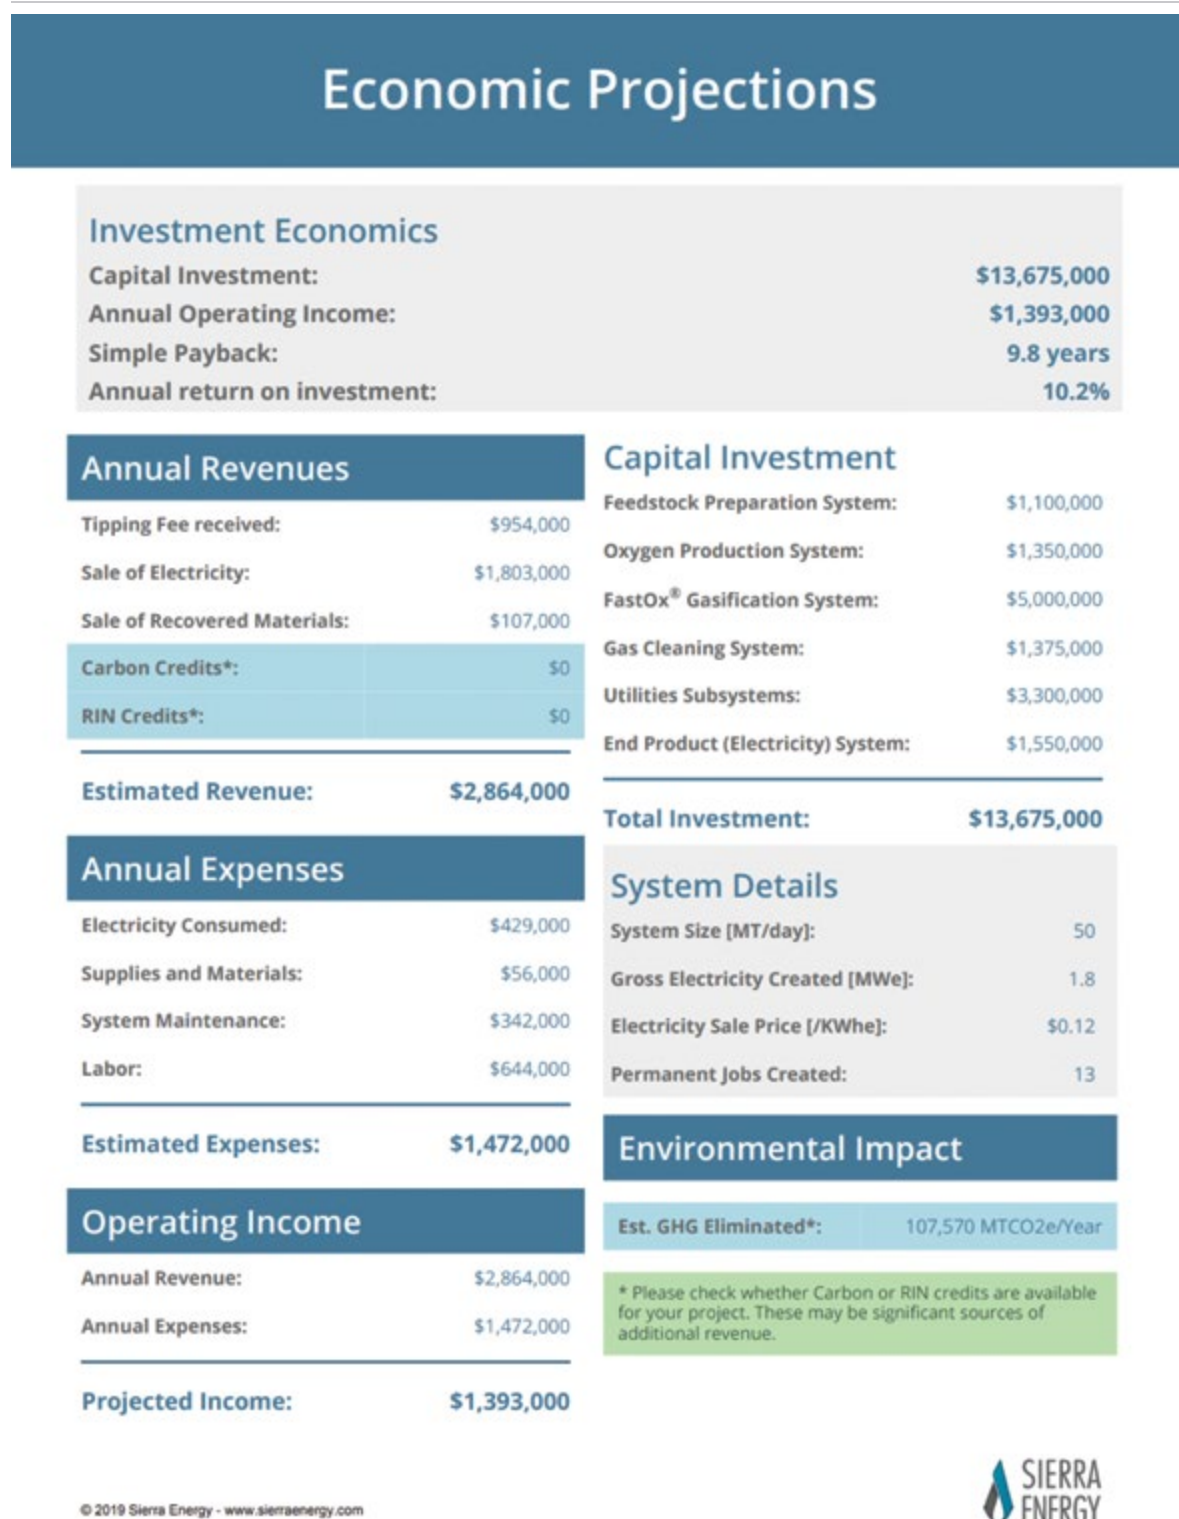 Economic Projections
Investment Economics
Capital Investment: $13,675,000
Annual Operating Income: $1,393,000
Simple Payback: 9.8 years
Annual return on investment: 10.2%
Annual Revenues
Tipping Fee received: $954,000
Sale of Electricity: $1,803,000
Sale of Recovered Materials: $107,000
Carbon Credits*: $0
RIN Credits*: $0
Estimated Revenue: $2,864,000
Annual Expenses
Electricity Consumed: $429,000
Supplies and Materials: $56,000
System Maintenance: $342,000
Labor: $644,000
Estimated Expenses: $1,472,000
Operating Income
Annual Revenue: $2,864,000
Annual Expenses: $1,472,000
Projected Income: $1,393,000
Capital Investment
Feedstock Preparation System: $1,100,000
Oxygen Production System: $1,350,000
FastOx® Gasification System: $5,000,000
Gas Cleaning System: $1,375,000
Utilities Subsystems: $3,300,000
End Product (Electricity) System: $1,550,000
Total Investment: $13,675,000
System Details
System Size [MT/day]: 50
Gross Electricity Created [MWe]: 1.8
Electricity Sale Price [/KWhe]: $0.12
Permanent Jobs Created: 13
Environmental Impact
Est. GHG Eliminated*: 107,570 MTCO2e/Year
* Please check whether Carbon or RIN credits are available
for your project. These may be significant sources of
additional revenue.
© 2019 Sierra Energy - www.sierraenergy.com
SIERRA
ENERGY